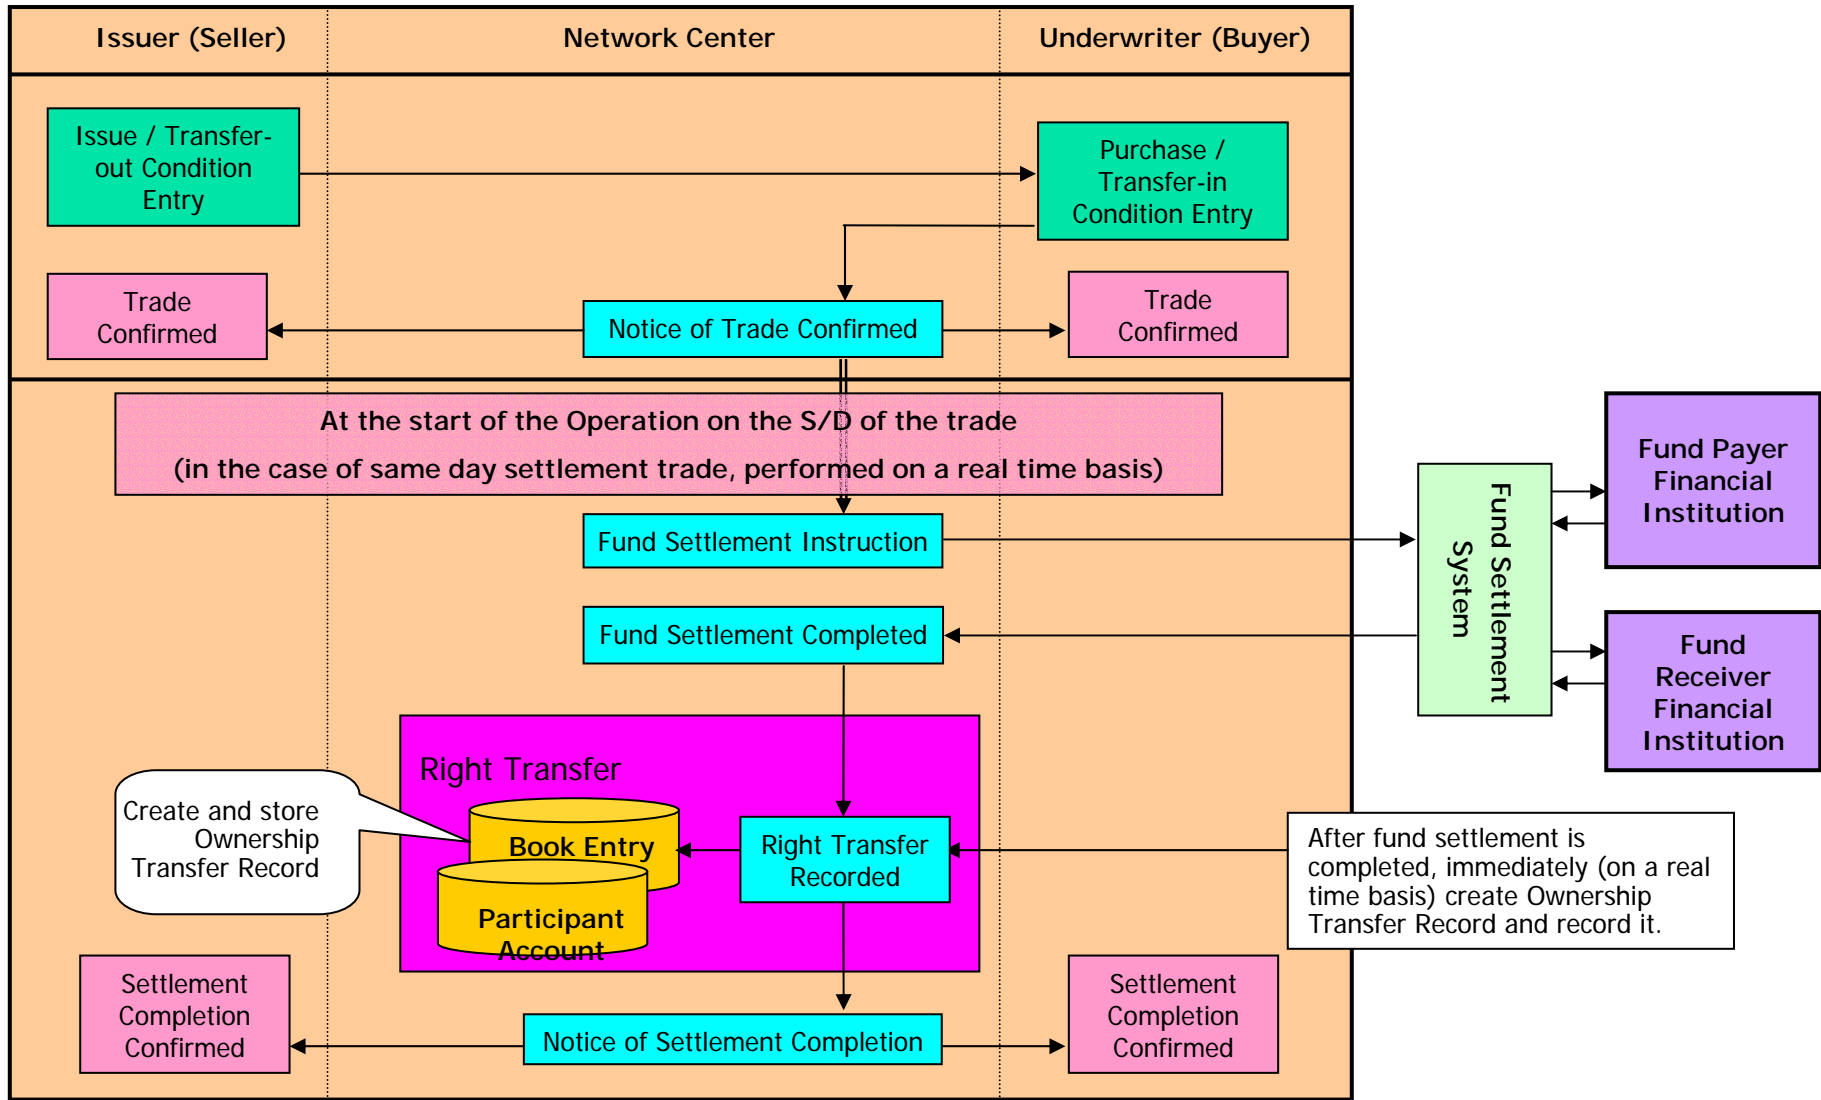 Issuer (Seller)
Network Center
Underwriter (Buyer)
Issue / Transfer-
out Condition
Entry
Purchase /
Transfer-in
Condition Entry
Trade
Confirmed
Notice of Trade Confirmed
Trade
Confirmed
At the start of the Operation on the S/D of the trade
(in the case of same day settlement trade, performed on a real time basis)
Fund Settlement Instruction
Fund Settlement
System
Fund Payer
Financial
Institution
Fund Settlement Completed
Fund
Receiver
Financial
Institution
Right Transfer
Create and store
Ownership
Transfer Record
Book Entry
Participant
Account
Right Transfer
Recorded
After fund settlement is
completed, immediately (on a real
time basis) create Ownership
Transfer Record and record it.
Settlement
Completion
Confirmed
Notice of Settlement Completion
Settlement
Completion
Confirmed